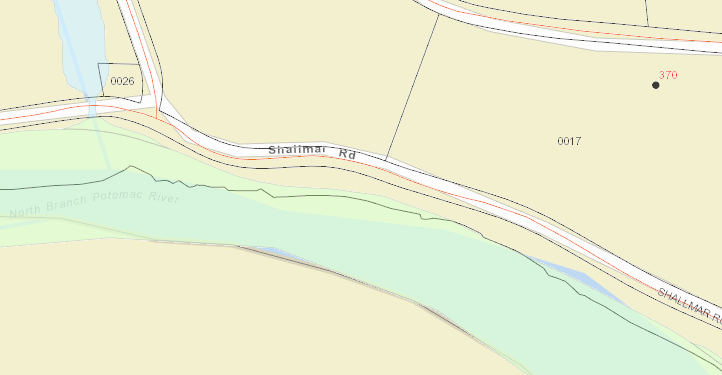 370
0026
0017
Shallmar Rd
North Branch Potomac River
SHALLMAR RD